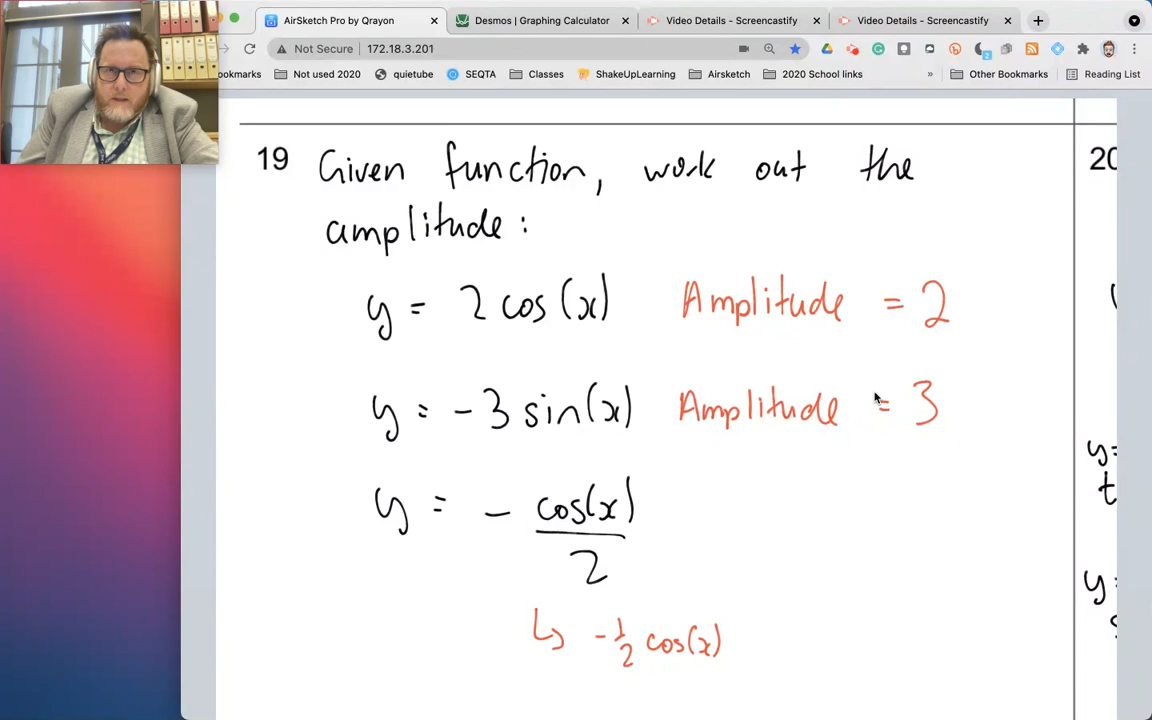 AirSketch Pro by Qrayon
Desmos | Graphing Calculator
Video Details - Screencastify
Video Details - Screencastify
Not Secure | 172.18.3.201
ookmarks
Not used 2020
quietube
SEQTA
Classes
ShakeUpLearning
Airsketch
2020 School links
»
Other Bookmarks
Reading List
19 Given function, work out the
amplitude:
y = 2 cos(x) Amplitude = 2
y = -3 sin(x) Amplitude = 3
y = - cos(x)/2
↳ -1/2 cos(x)
20
y=
t
y: